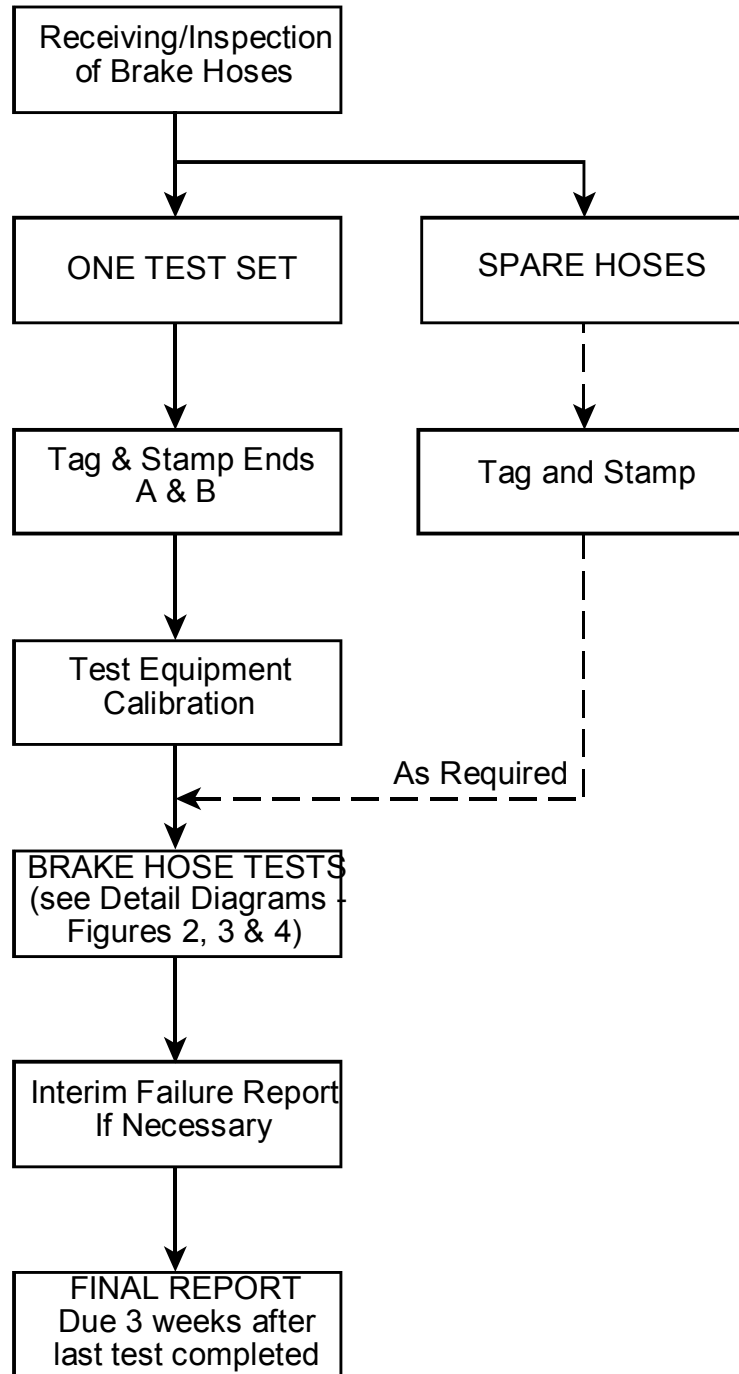 Receiving/Inspection
of Brake Hoses
ONE TEST SET
SPARE HOSES
Tag & Stamp Ends
A & B
Tag and Stamp
Test Equipment
Calibration
As Required
BRAKE HOSE TESTS
(see Detail Diagrams -
Figures 2, 3 & 4)
Interim Failure Report
If Necessary
FINAL REPORT
Due 3 weeks after
last test completed